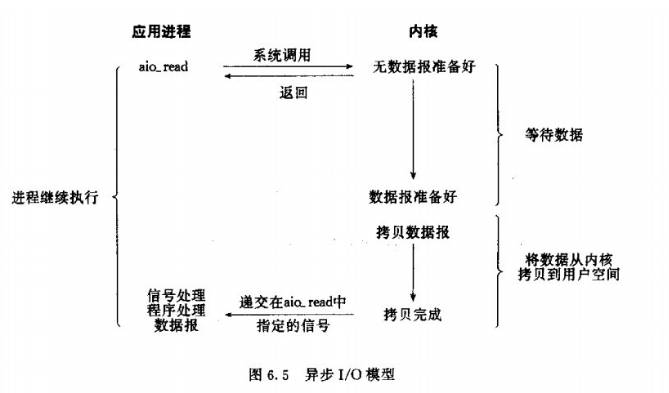 应用进程
内核
aio_read
系统调用
返回
无数据报准备好
等待数据
进程继续执行
数据报准备好
拷贝数据报
将数据从内核
拷贝到用户空间
信号处理
程序处理
数据报
递交在aio_read中
指定的信号
拷贝完成
图 6.5 异步 I/O 模型